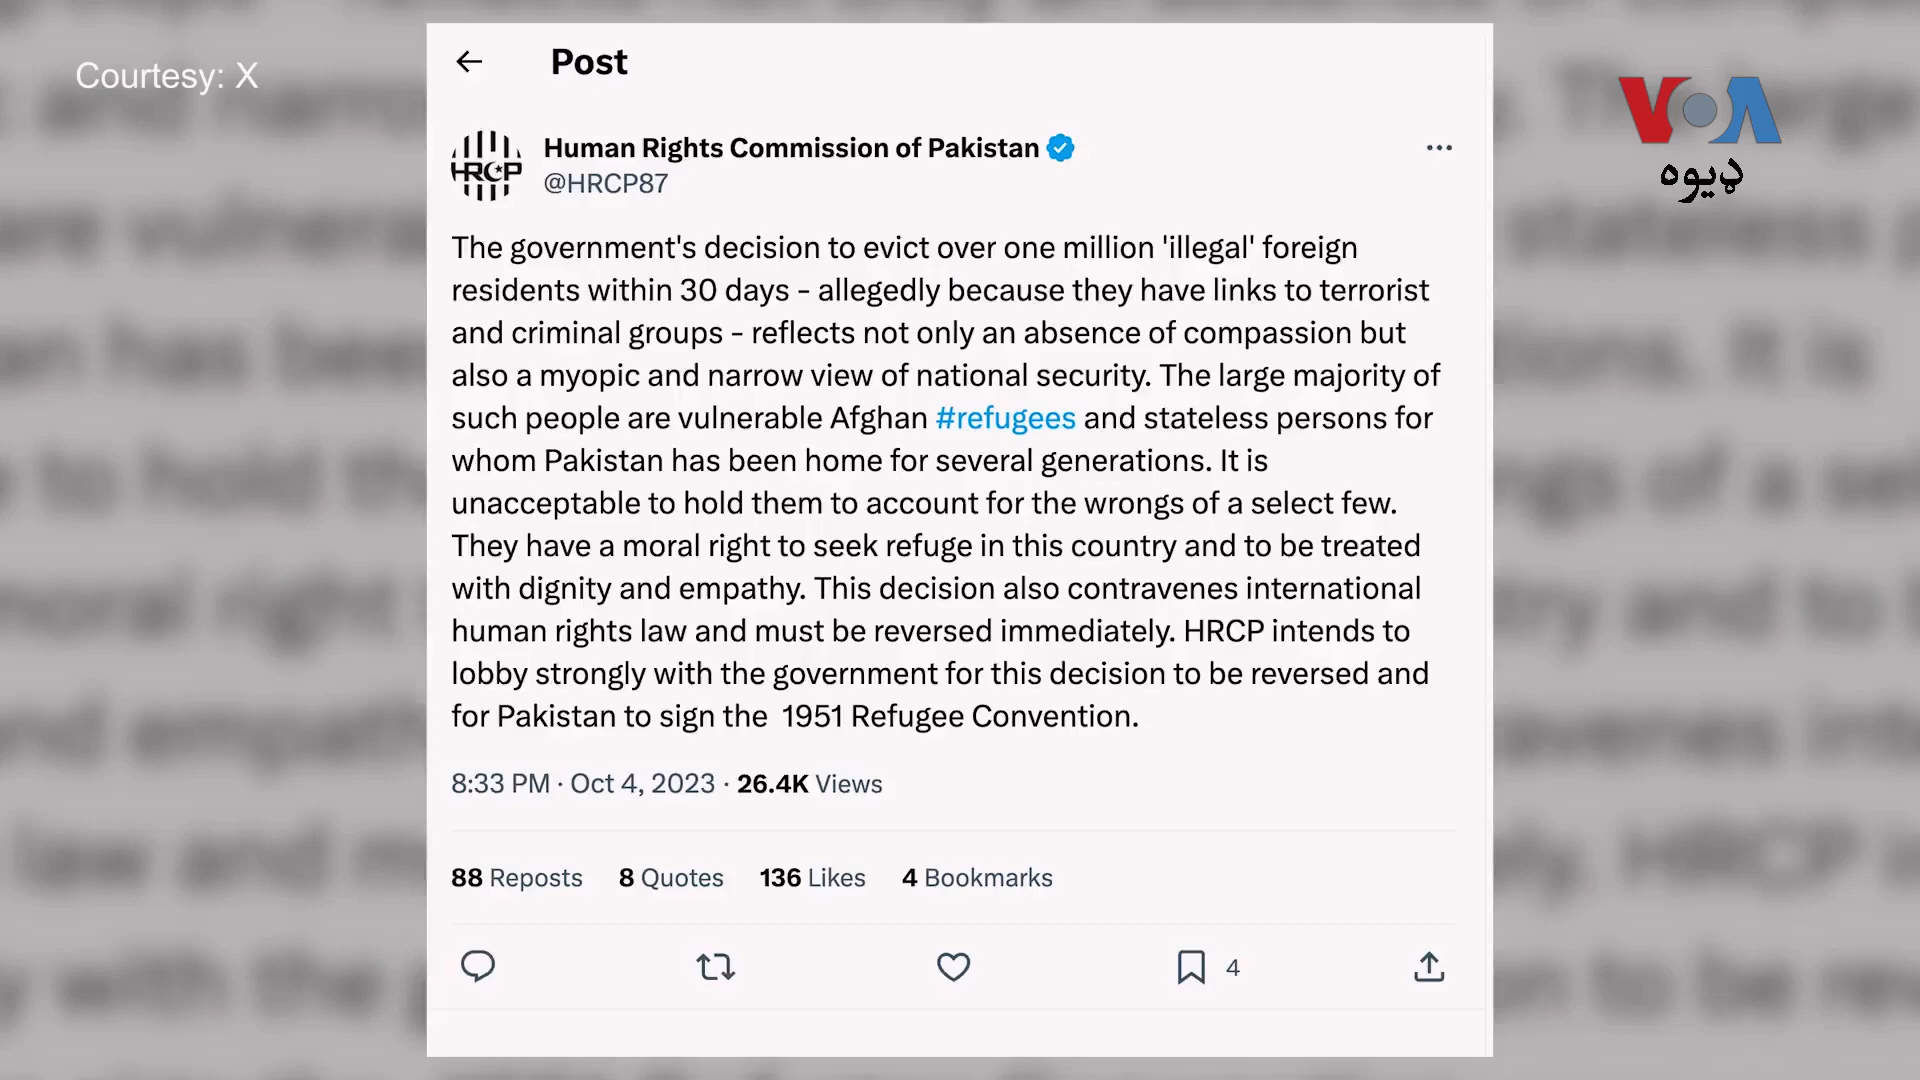 Courtesy: X
VOA
ډیوه
Post
HRCP
Human Rights Commission of Pakistan
@HRCP87
The government's decision to evict over one million 'illegal' foreign
residents within 30 days - allegedly because they have links to terrorist
and criminal groups - reflects not only an absence of compassion but
also a myopic and narrow view of national security. The large majority of
such people are vulnerable Afghan #refugees and stateless persons for
whom Pakistan has been home for several generations. It is
unacceptable to hold them to account for the wrongs of a select few.
They have a moral right to seek refuge in this country and to be treated
with dignity and empathy. This decision also contravenes international
human rights law and must be reversed immediately. HRCP intends to
lobby strongly with the government for this decision to be reversed and
for Pakistan to sign the  1951 Refugee Convention.
8:33 PM · Oct 4, 2023 · 26.4K Views
88 Reposts 8 Quotes 136 Likes 4 Bookmarks
4